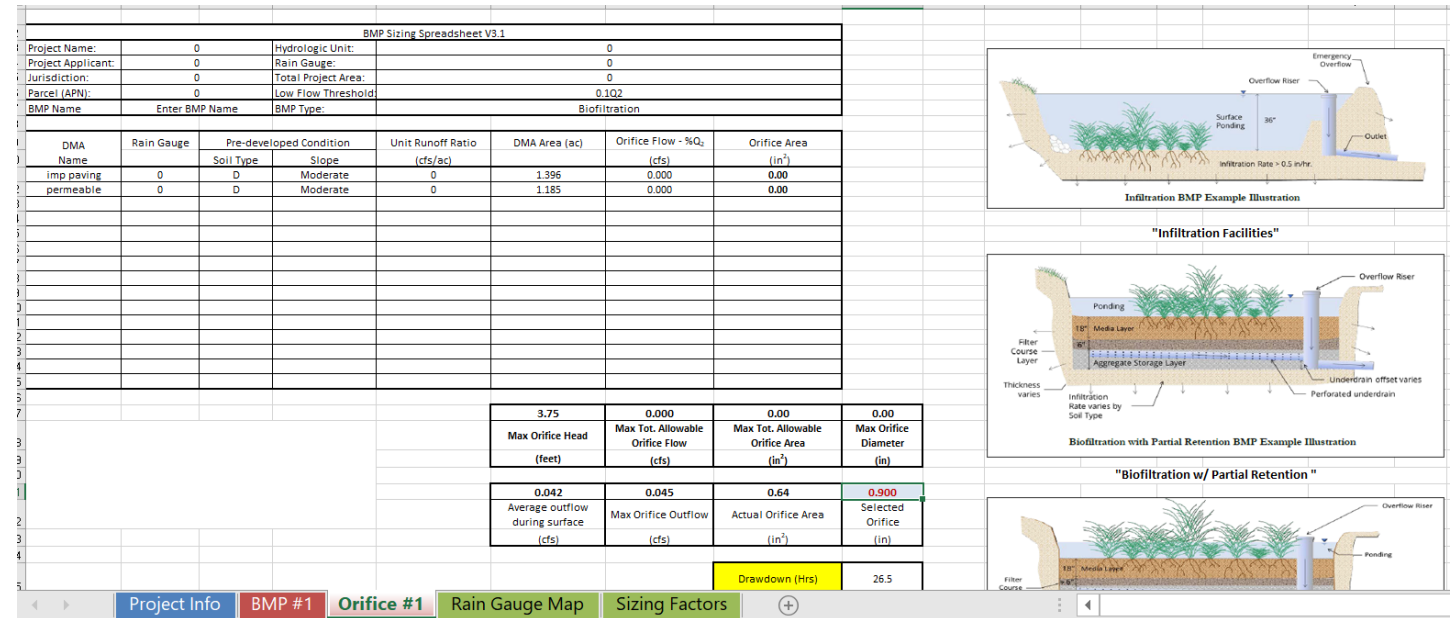 BMP Sizing Spreadsheet V3.1
Project Name: 0 Hydrologic Unit: 0
Project Applicant: 0 Rain Gauge: 0
Jurisdiction: 0 Total Project Area: 0
Parcel (APN): 0 Low Flow Threshold: 0.1Q2
BMP Name Enter BMP Name BMP Type: Biofiltration
DMA Rain Gauge Pre-developed Condition Unit Runoff Ratio DMA Area (ac) Orifice Flow - %Q₂ Orifice Area
Name Soil Type Slope (cfs/ac) (cfs) (in²)
imp paving 0 D Moderate 0 1.396 0.000 0.00
permeable 0 D Moderate 0 1.185 0.000 0.00
3.75 0.000 0.00 0.00
Max Orifice Head Max Tot. Allowable Max Tot. Allowable Max Orifice
Orifice Flow Orifice Area Diameter
(feet) (cfs) (in²) (in)
0.042 0.045 0.64 0.900
Average outflow Max Orifice Outflow Actual Orifice Area Selected
during surface Orifice
(cfs) (cfs) (in²) (in)
Drawdown (Hrs) 26.5
Emergency
Overflow
Overflow Riser
Surface
Ponding
36"
Outlet
Infiltration Rate > 0.5 in/hr.
Infiltration BMP Example Illustration
"Infiltration Facilities"
Overflow Riser
Ponding
18" Media Layer
6"
Filter
Course
Layer
Aggregate Storage Layer
Underdrain offset varies
Thickness
varies
Perforated underdrain
Infiltration
Rate varies by
Soil Type
Biofiltration with Partial Retention BMP Example Illustration
"Biofiltration w/ Partial Retention "
Overflow Riser
Ponding
18" Media Layer
Filter
Course
Project Info BMP #1 Orifice #1 Rain Gauge Map Sizing Factors